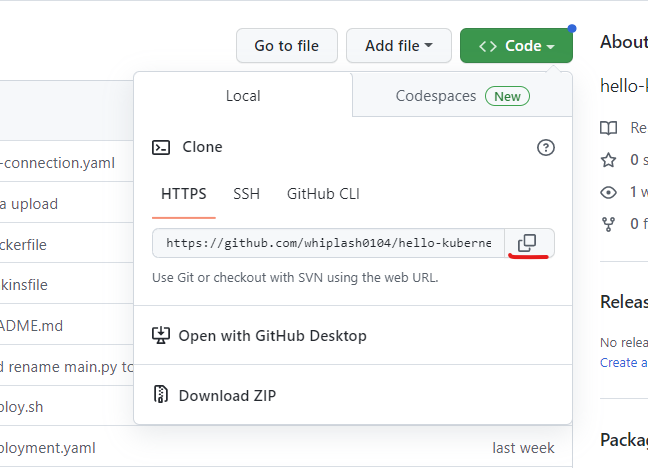 Go to file
Add file
Code
About
Local
Codespaces New
hello-k
Clone
Re
-connection.yaml
0 s
HTTPS SSH GitHub CLI
1 w
a upload
0 f
ckerfile
https://github.com/whiplash0104/hello-kuberne
kinsfile
Use Git or checkout with SVN using the web URL.
Releas
ADME.md
Open with GitHub Desktop
No relea
d rename main.py to
Create a
Download ZIP
ploy.sh
Packag
ployment.yaml
last week